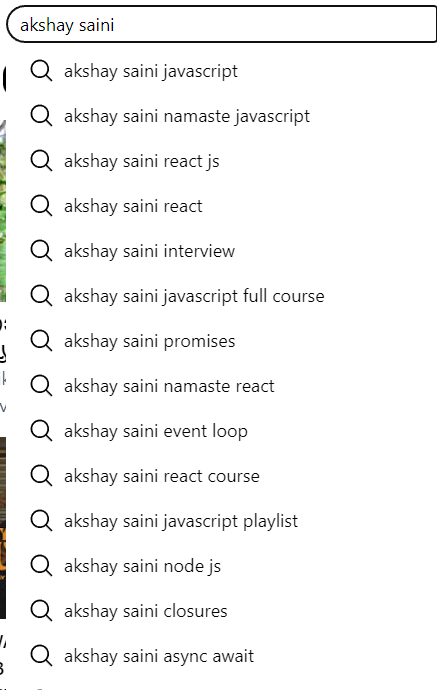 akshay saini
akshay saini javascript
akshay saini namaste javascript
akshay saini react js
akshay saini react
akshay saini interview
akshay saini javascript full course
akshay saini promises
akshay saini namaste react
akshay saini event loop
akshay saini react course
akshay saini javascript playlist
akshay saini node js
akshay saini closures
akshay saini async await